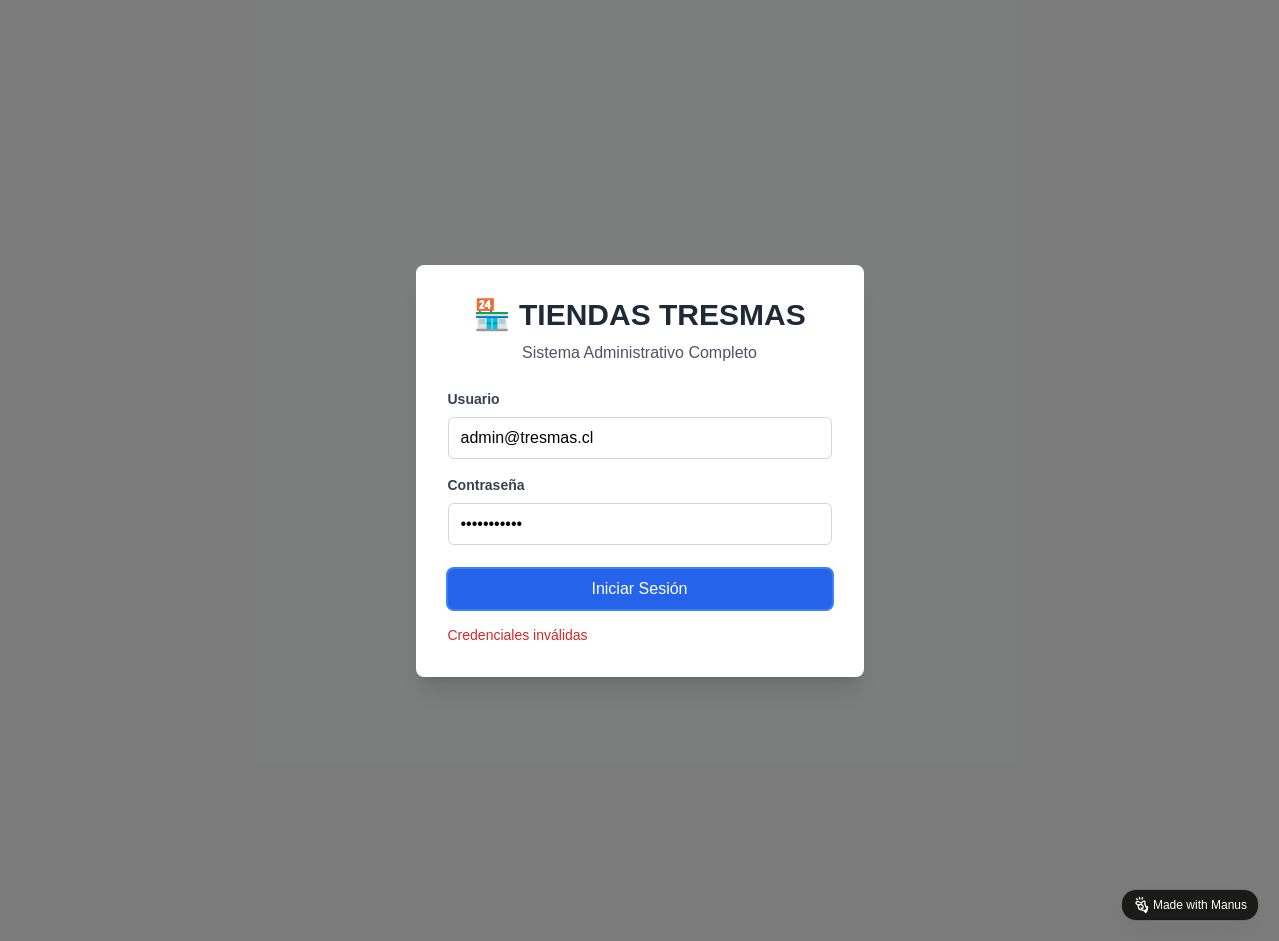 TIENDAS TRESMAS
Sistema Administrativo Completo
Usuario
admin@tresmas.cl
Contraseña
•••••••••••
Iniciar Sesión
Credenciales inválidas
Made with Manus